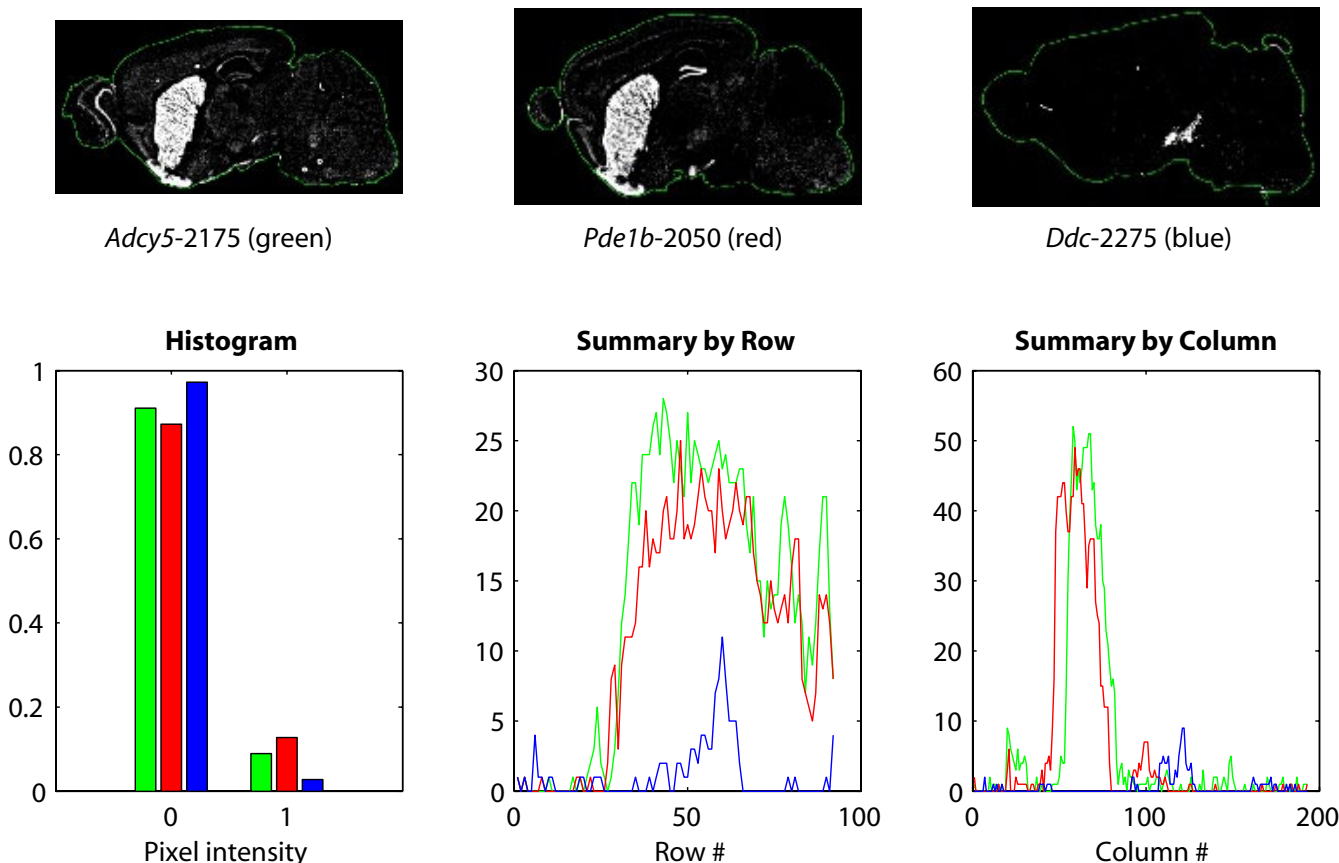 Adcy5-2175 (green)
Pde1b-2050 (red)
Ddc-2275 (blue)
Histogram
1
0.8
0.6
0.4
0.2
0
0 1
Pixel intensity
Summary by Row
30
25
20
15
10
5
0
0 50 100
Row #
Summary by Column
60
50
40
30
20
10
0
0 100 200
Column #